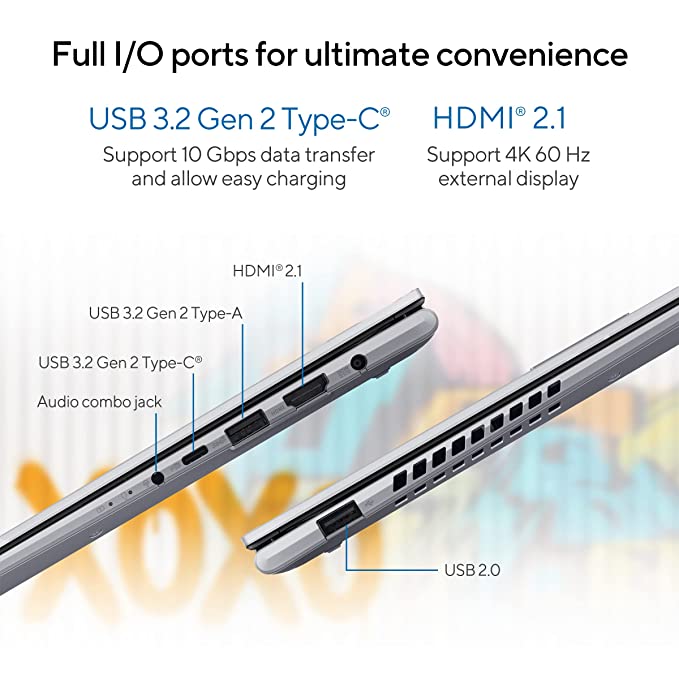 Full I/O ports for ultimate convenience
USB 3.2 Gen 2 Type-C®
Support 10 Gbps data transfer
and allow easy charging
HDMI® 2.1
Support 4K 60 Hz
external display
HDMI® 2.1
USB 3.2 Gen 2 Type-A
USB 3.2 Gen 2 Type-C®
Audio combo jack
HDMI
XOXO
USB 2.0